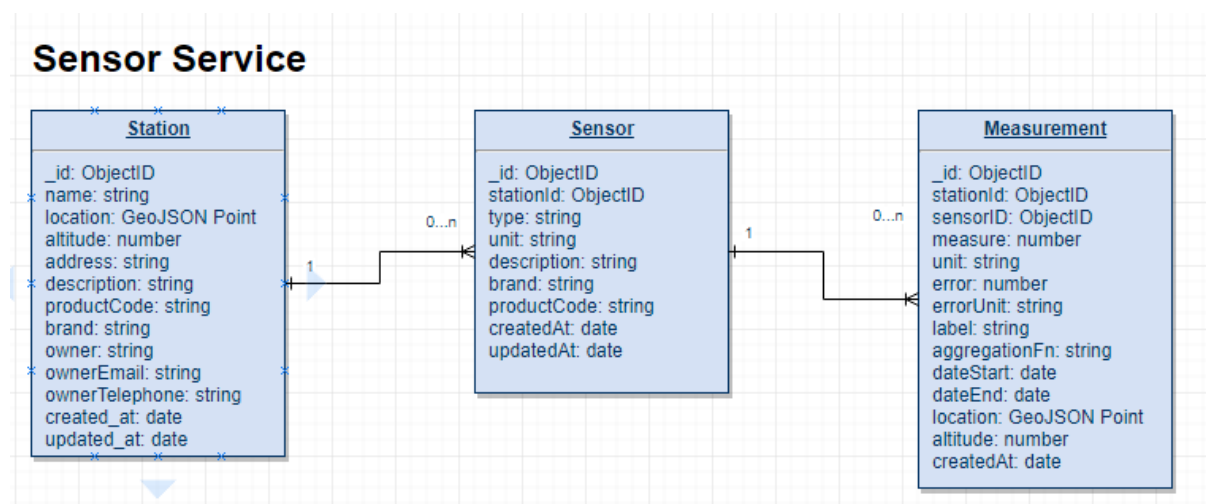 Sensor Service
Station
_id: ObjectID
name: string
location: GeoJSON Point
altitude: number
address: string
description: string
productCode: string
brand: string
owner: string
ownerEmail: string
ownerTelephone: string
created_at: date
updated_at: date
1
0...n
Sensor
_id: ObjectID
stationId: ObjectID
type: string
unit: string
description: string
brand: string
productCode: string
createdAt: date
updatedAt: date
1
0...n
Measurement
_id: ObjectID
stationId: ObjectID
sensorID: ObjectID
measure: number
unit: string
error: number
errorUnit: string
label: string
aggregationFn: string
dateStart: date
dateEnd: date
location: GeoJSON Point
altitude: number
createdAt: date